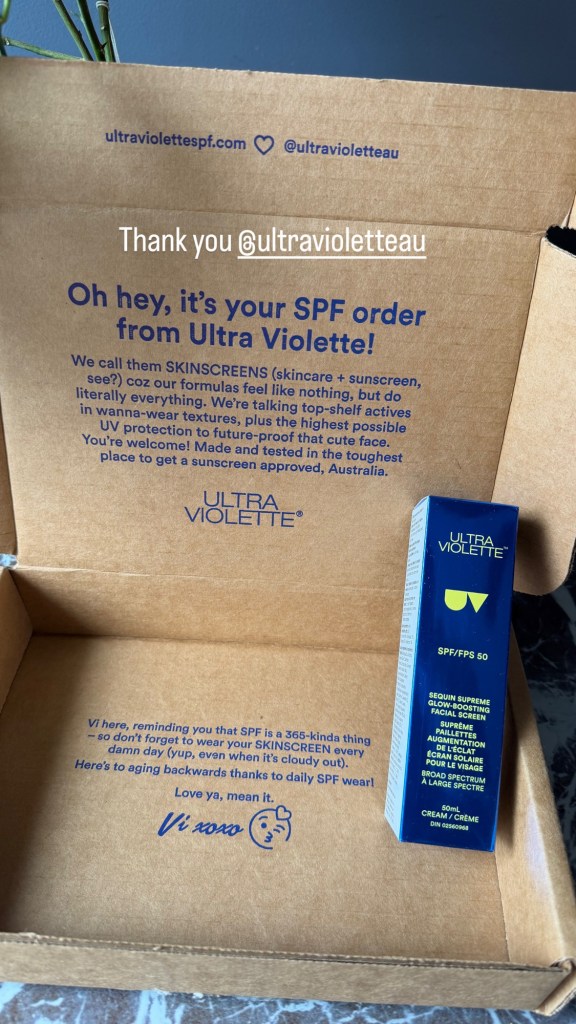 ultraviolettespf.com ♡ @ultravioletteau
Thank you @ultravioletteau
Oh hey, it's your SPF order
from Ultra Violette!
We call them SKINSCREENS (skincare + sunscreen,
see?) coz our formulas feel like nothing, but do
literally everything. We're talking top-shelf actives
in wanna-wear textures, plus the highest possible
UV protection to future-proof that cute face.
You're welcome! Made and tested in the toughest
place to get a sunscreen approved, Australia.
ULTRA
VIOLETTE®
ULTRA
VIOLETTE™
SPF/FPS 50
SEQUIN SUPREME
GLOW-BOOSTING
FACIAL SCREEN
SUPRÊME
PAILLETTES
AUGMENTATION
DE L'ÉCLAT
ÉCRAN SOLAIRE
POUR LE VISAGE
BROAD SPECTRUM
À LARGE SPECTRE
50mL
CREAM / CRÈME
DIN 02560968
Vi here, reminding you that SPF is a 365-kinda thing
– so don't forget to wear your SKINSCREEN every
damn day (yup, even when it's cloudy out).
Here's to aging backwards thanks to daily SPF wear!
Love ya, mean it.
Vi xoxo